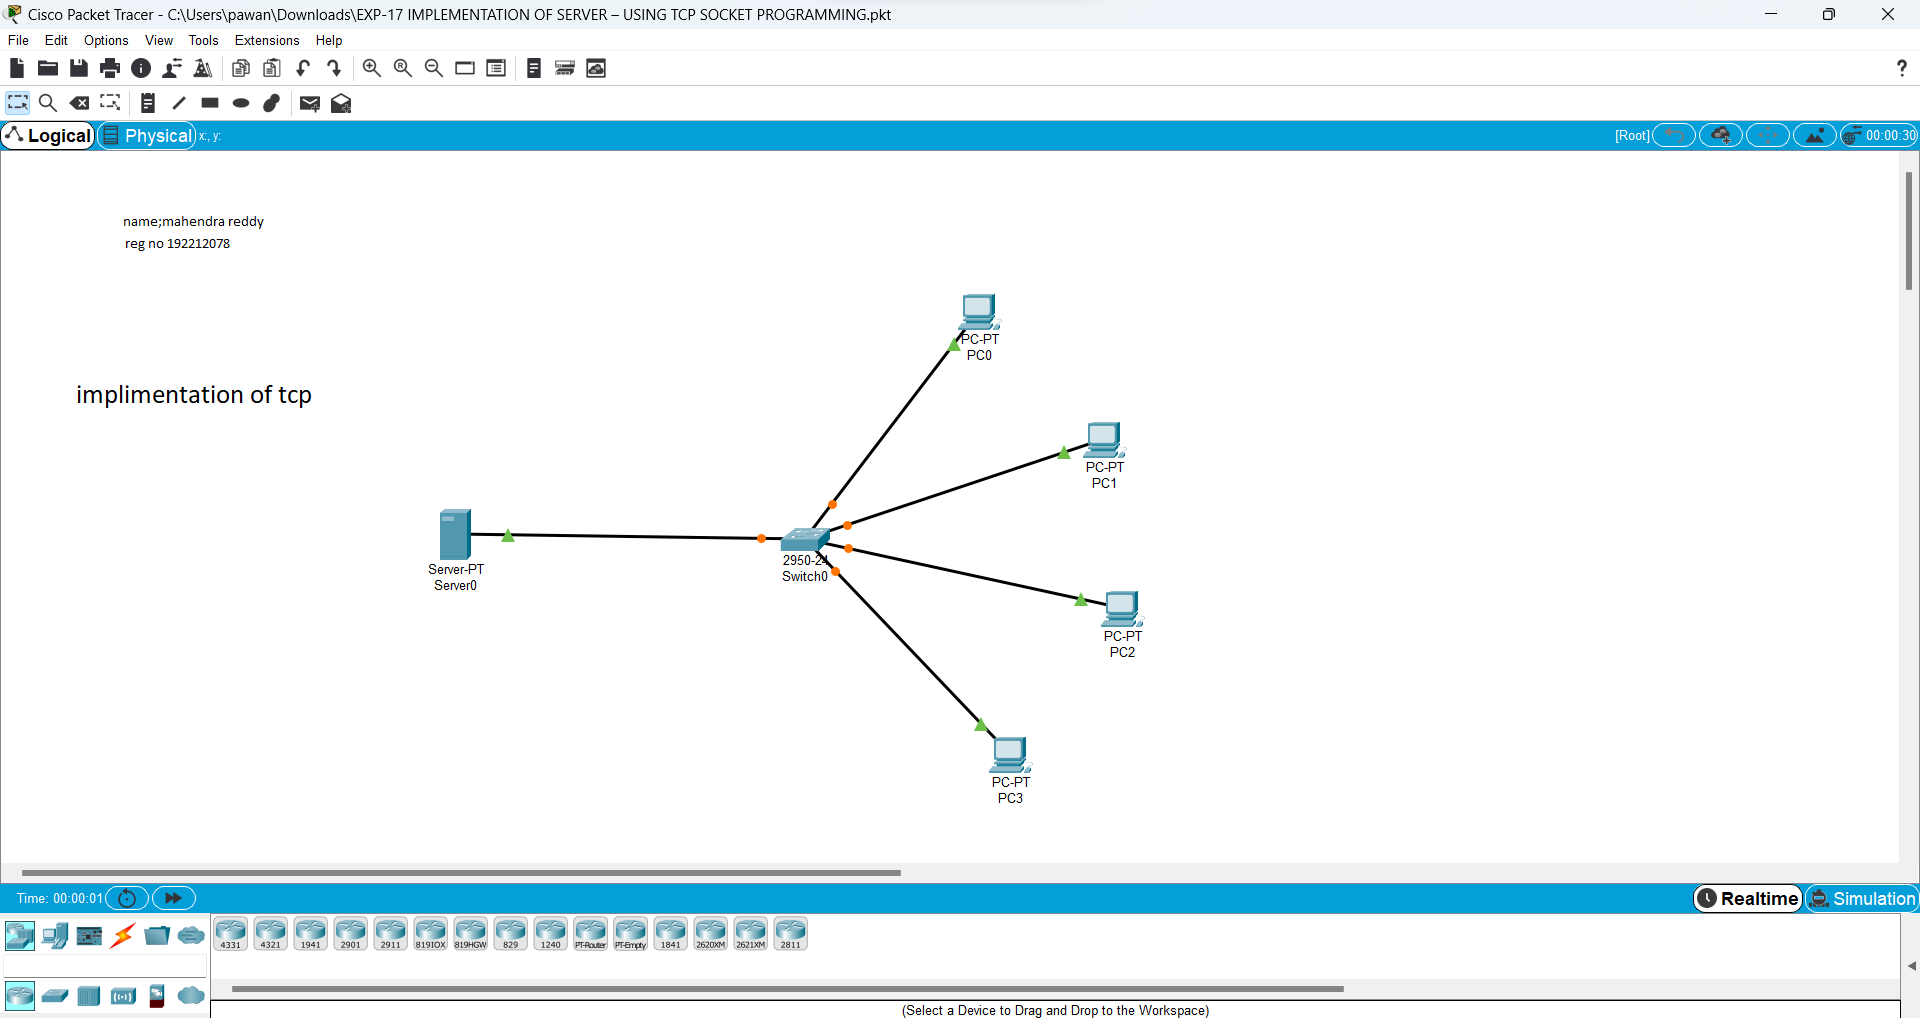 Cisco Packet Tracer - C:\Users\pawan\Downloads\EXP-17 IMPLEMENTATION OF SERVER – USING TCP SOCKET PROGRAMMING.pkt
File Edit Options View Tools Extensions Help
?
Logical Physical x:, y: [Root] 00:00:30
name;mahendra reddy
reg no 192212078
PC-PT
PC0
implimentation of tcp
PC-PT
PC1
Server-PT
Server0
2950-24
Switch0
PC-PT
PC2
PC-PT
PC3
Time: 00:00:01 Realtime Simulation
4331 4321 1941 2901 2911 819IOX 819HGW 829 1240 PT-Router PT-Empty 1841 2620XM 2621XM 2811
(Select a Device to Drag and Drop to the Workspace)